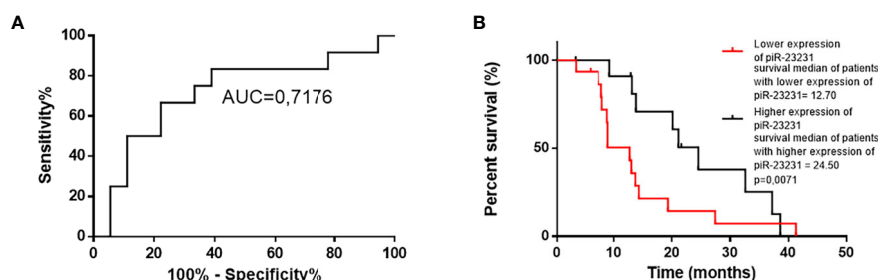 A
100
80
60
40
20
0
Sensitivity%
AUC=0,7176
0 20 40 60 80 100
100% - Specificity%
B
100
50
0
Percent survival (%)
Lower expression
of piR-23231
survival median of patients
with lower expression of
piR-23231= 12.70
Higher expression of
piR-23231
survival median of patients
with higher expression of
piR-23231 = 24.50
p=0,0071
0 10 20 30 40 50
Time (months)